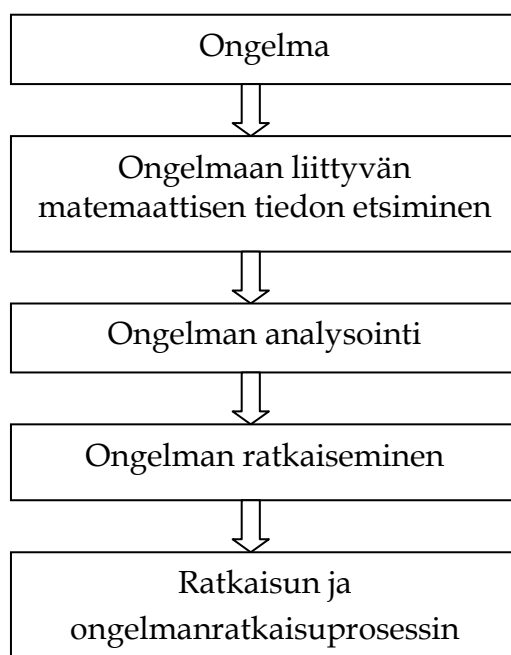 Ongelma
Ongelmaan liittyvän
matemaattisen tiedon etsiminen
Ongelman analysointi
Ongelman ratkaiseminen
Ratkaisun ja
ongelmanratkaisuprosessin